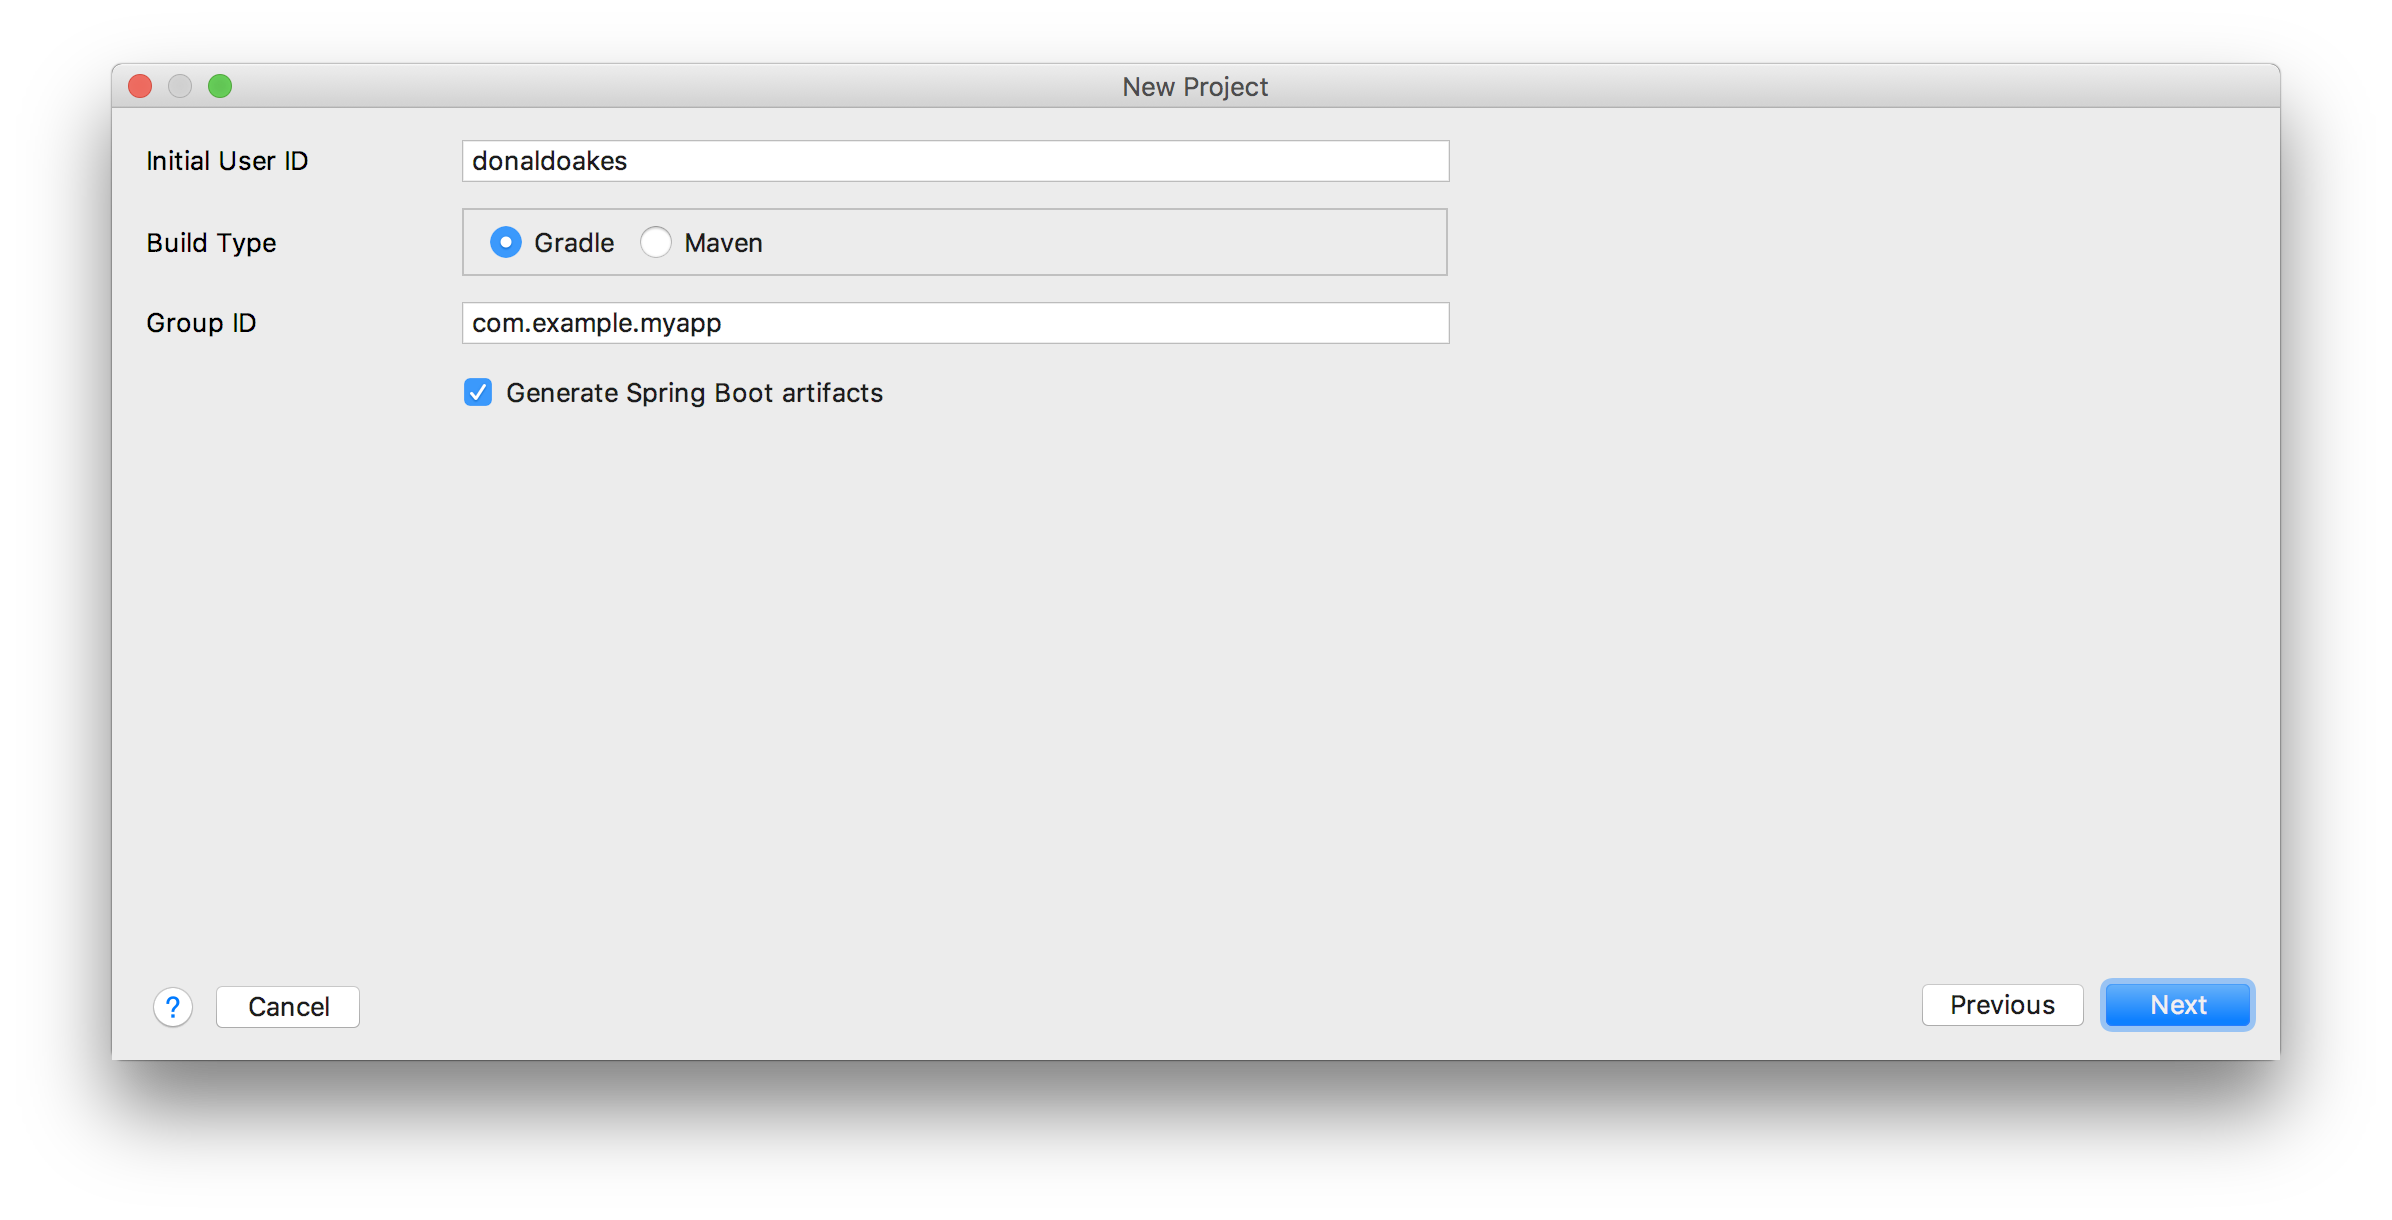 New Project
Initial User ID donaldoakes
Build Type Gradle Maven
Group ID com.example.myapp
Generate Spring Boot artifacts
? Cancel Previous Next